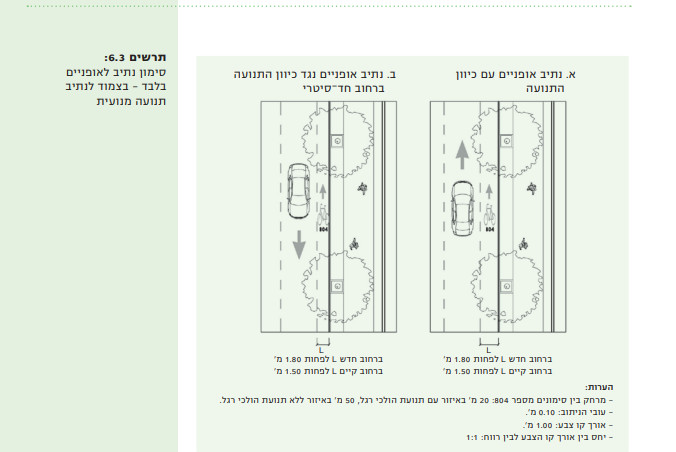 תרשים 6.3:
סימון נתיב לאופניים
בלבד – בצמוד לנתיב
תנועה מנועית
א. נתיב אופניים עם כיוון
התנועה
ב. נתיב אופניים נגד כיוון התנועה
ברחוב חד־סיטרי
804
804
L
ברחוב חדש L לפחות 1.80 מ'
ברחוב קיים L לפחות 1.50 מ'
L
ברחוב חדש L לפחות 1.80 מ'
ברחוב קיים L לפחות 1.50 מ'
הערות:
– מרחק בין סימונים מספר 804: 20 מ' באיזור עם תנועת הולכי רגל, 50 מ' באיזור ללא תנועת הולכי רגל.
– עובי הניתוב: 0.10 מ'.
– אורך קו צבע: 1.00 מ'.
– יחס בין אורך קו הצבע לבין רווח: 1:1